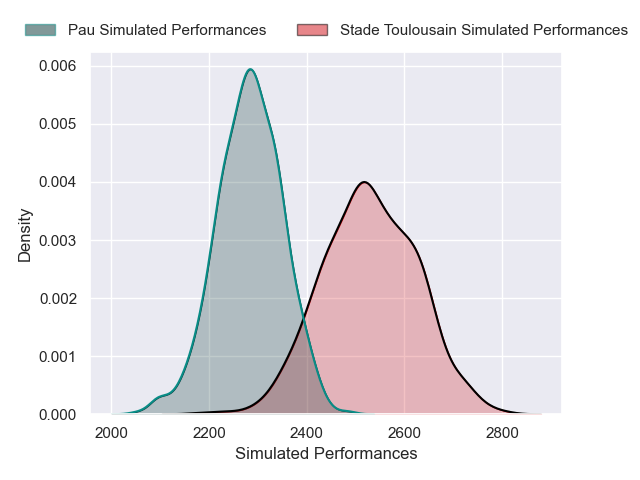 Pau Simulated Performances
Stade Toulousain Simulated Performances
0.006
0.005
0.004
0.003
0.002
0.001
0.000
Density
2000 2200 2400 2600 2800
Simulated Performances